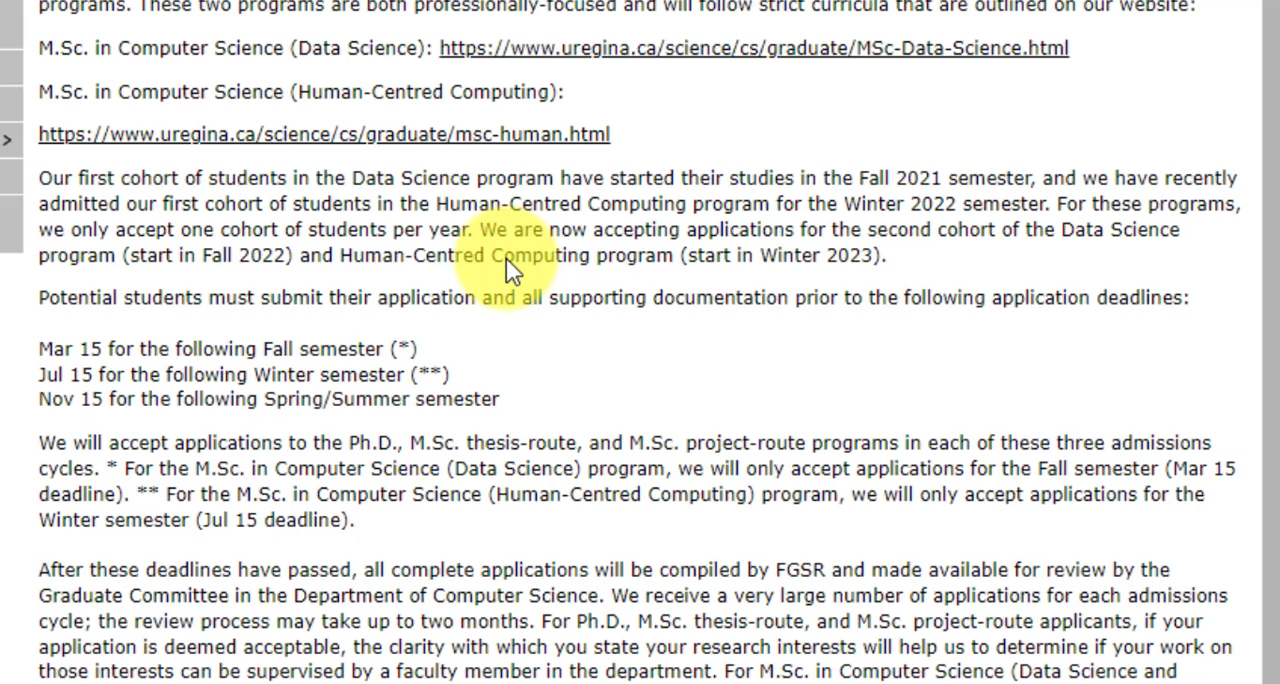 programs. These two programs are both professionally-focused and will follow strict curricula that are outlined on our website:
M.Sc. in Computer Science (Data Science): https://www.uregina.ca/science/cs/graduate/MSc-Data-Science.html
M.Sc. in Computer Science (Human-Centred Computing):
https://www.uregina.ca/science/cs/graduate/msc-human.html
Our first cohort of students in the Data Science program have started their studies in the Fall 2021 semester, and we have recently
admitted our first cohort of students in the Human-Centred Computing program for the Winter 2022 semester. For these programs,
we only accept one cohort of students per year. We are now accepting applications for the second cohort of the Data Science
program (start in Fall 2022) and Human-Centred Computing program (start in Winter 2023).
Potential students must submit their application and all supporting documentation prior to the following application deadlines:
Mar 15 for the following Fall semester (*)
Jul 15 for the following Winter semester (**)
Nov 15 for the following Spring/Summer semester
We will accept applications to the Ph.D., M.Sc. thesis-route, and M.Sc. project-route programs in each of these three admissions
cycles. * For the M.Sc. in Computer Science (Data Science) program, we will only accept applications for the Fall semester (Mar 15
deadline). ** For the M.Sc. in Computer Science (Human-Centred Computing) program, we will only accept applications for the
Winter semester (Jul 15 deadline).
After these deadlines have passed, all complete applications will be compiled by FGSR and made available for review by the
Graduate Committee in the Department of Computer Science. We receive a very large number of applications for each admissions
cycle; the review process may take up to two months. For Ph.D., M.Sc. thesis-route, and M.Sc. project-route applicants, if your
application is deemed acceptable, the clarity with which you state your research interests will help us to determine if your work on
those interests can be supervised by a faculty member in the department. For M.Sc. in Computer Science (Data Science and